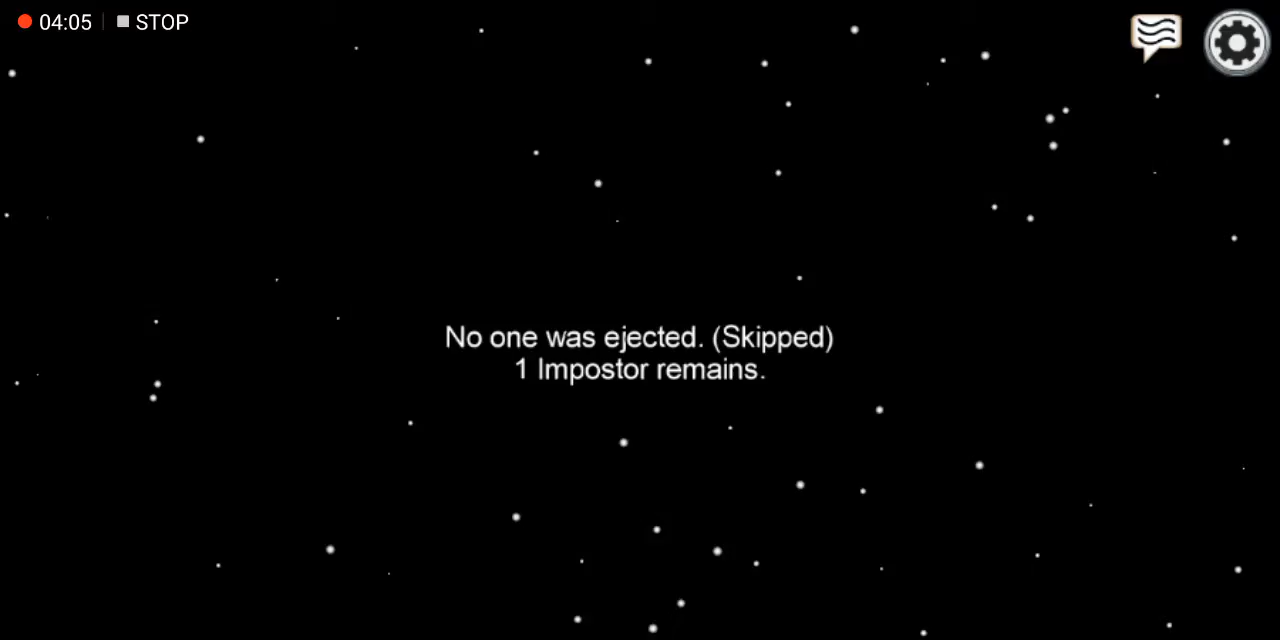 04:05 STOP
No one was ejected. (Skipped)
1 Impostor remains.